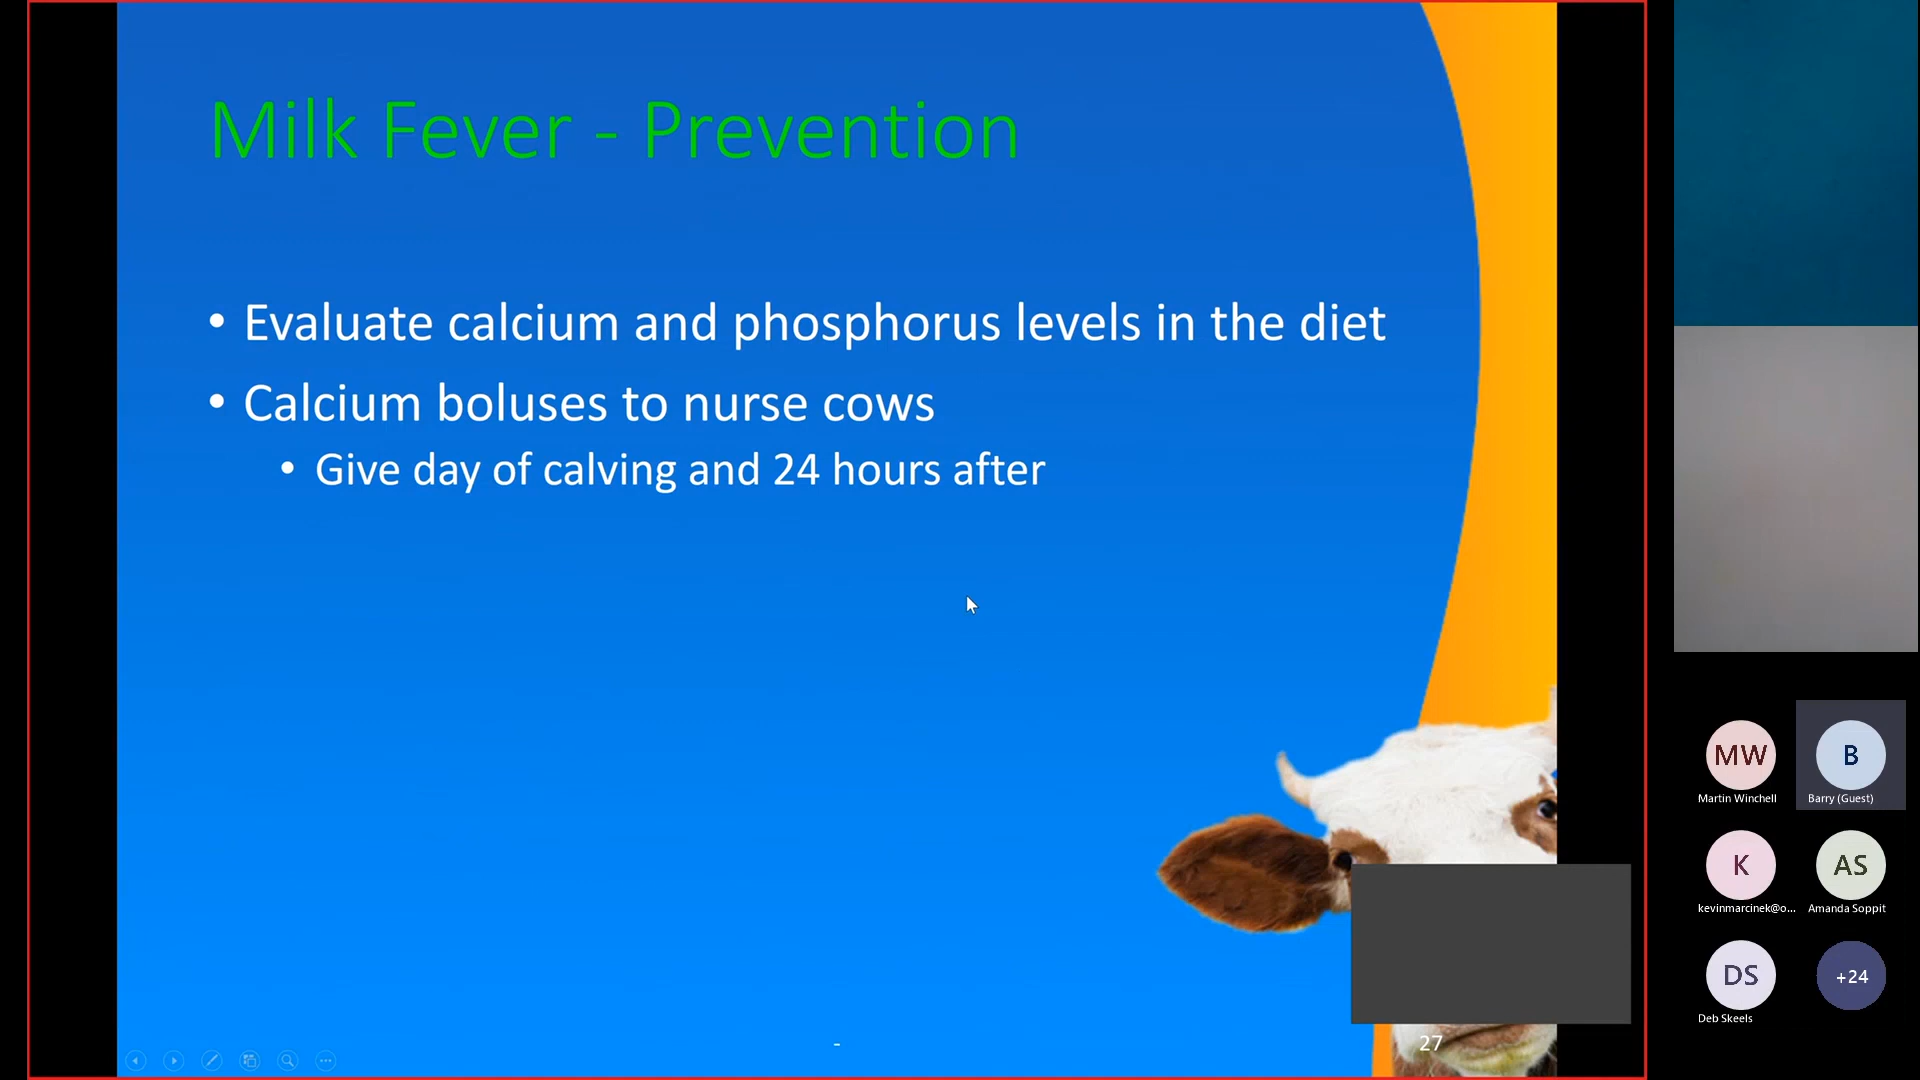 Milk Fever - Prevention
• Evaluate calcium and phosphorus levels in the diet
• Calcium boluses to nurse cows
• Give day of calving and 24 hours after
-
27
MW
Martin Winchell
B
Barry (Guest)
K
kevinmarcinek@o...
AS
Amanda Soppit
DS
Deb Skeels
+24